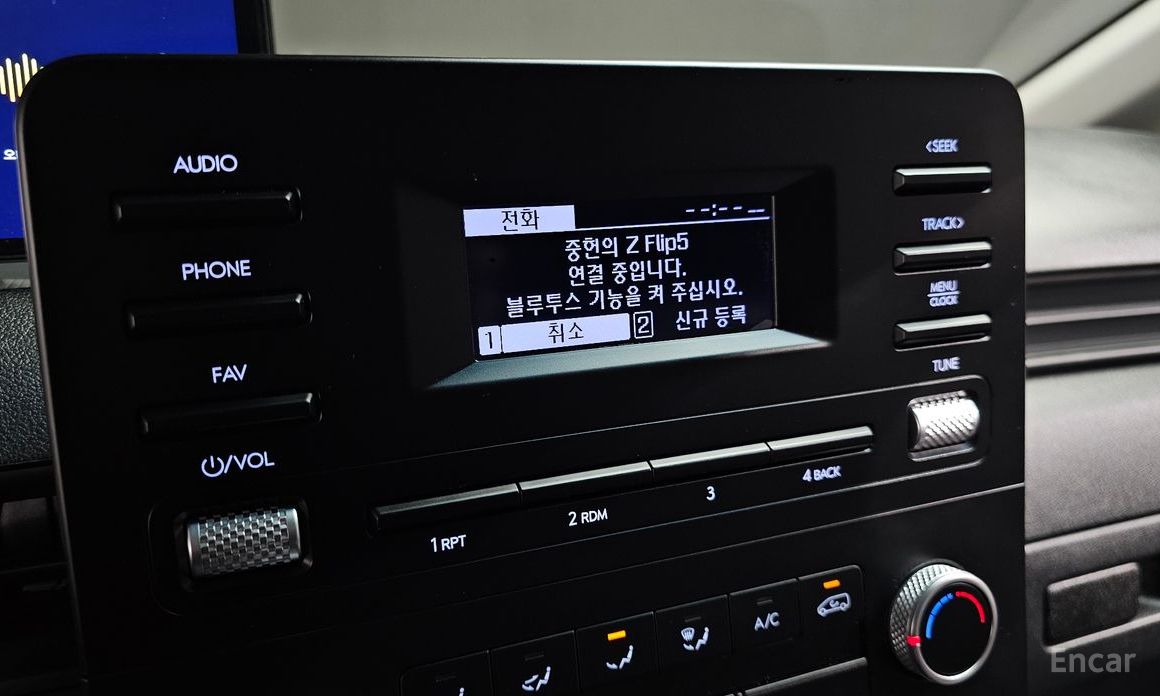 AUDIO
PHONE
FAV
/VOL
전화
--:-- --
중헌의 Z Flip5
연결 중입니다.
블루투스 기능을 켜 주십시오.
1 취소 2 신규 등록
<SEEK
TRACK>
MENU
CLOCK
TUNE
1 RPT
2 RDM
3
4 BACK
A/C
Encar